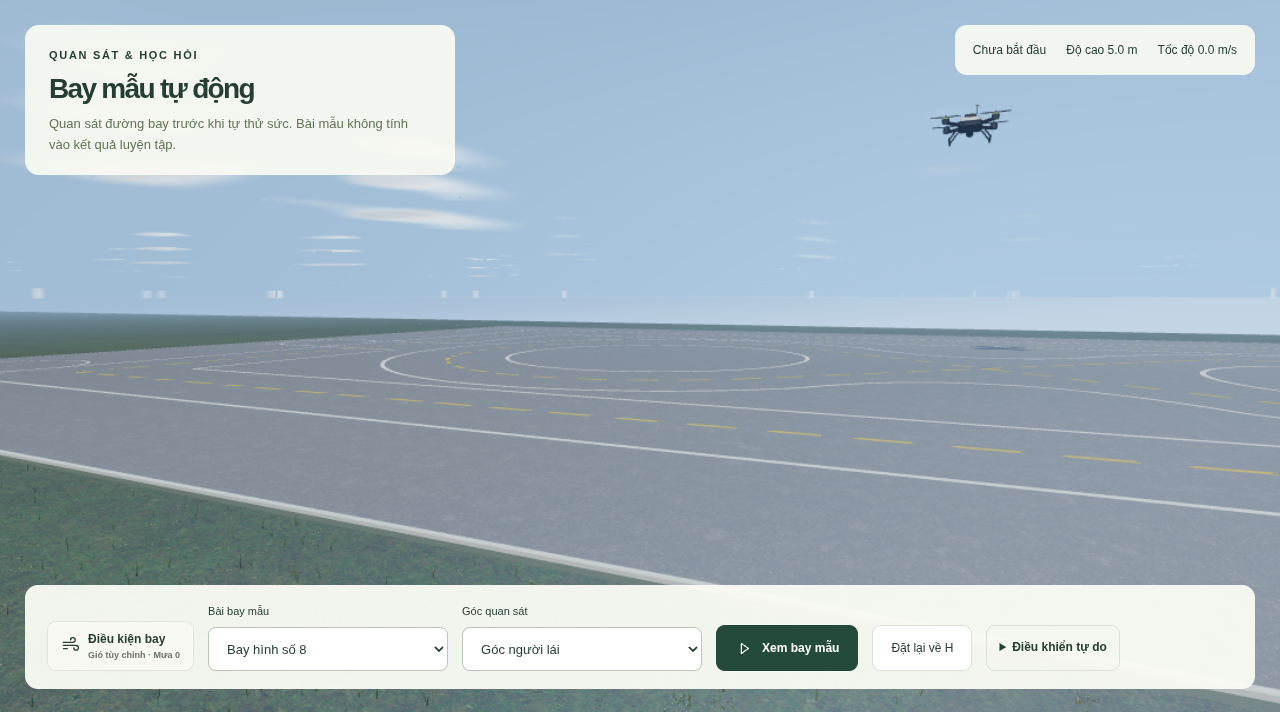 QUAN SÁT & HỌC HỎI
Bay mẫu tự động
Quan sát đường bay trước khi tự thử sức. Bài mẫu không tính
vào kết quả luyện tập.
Chưa bắt đầu Độ cao 5.0 m Tốc độ 0.0 m/s
Bài bay mẫu Góc quan sát
Điều kiện bay
Gió tùy chỉnh · Mưa 0
Bay hình số 8
Góc người lái
Xem bay mẫu
Đặt lại về H
Điều khiển tự do